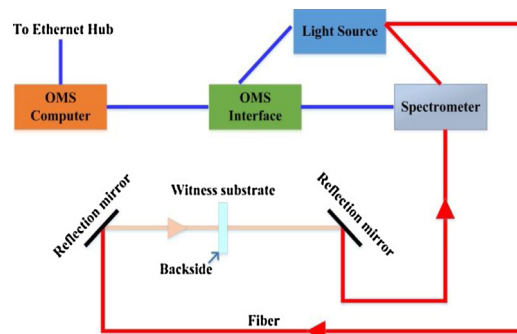 To Ethernet Hub
Light Source
OMS
Computer
OMS
Interface
Spectrometer
Reflection mirror
Witness substrate
Reflection mirror
Backside
Fiber